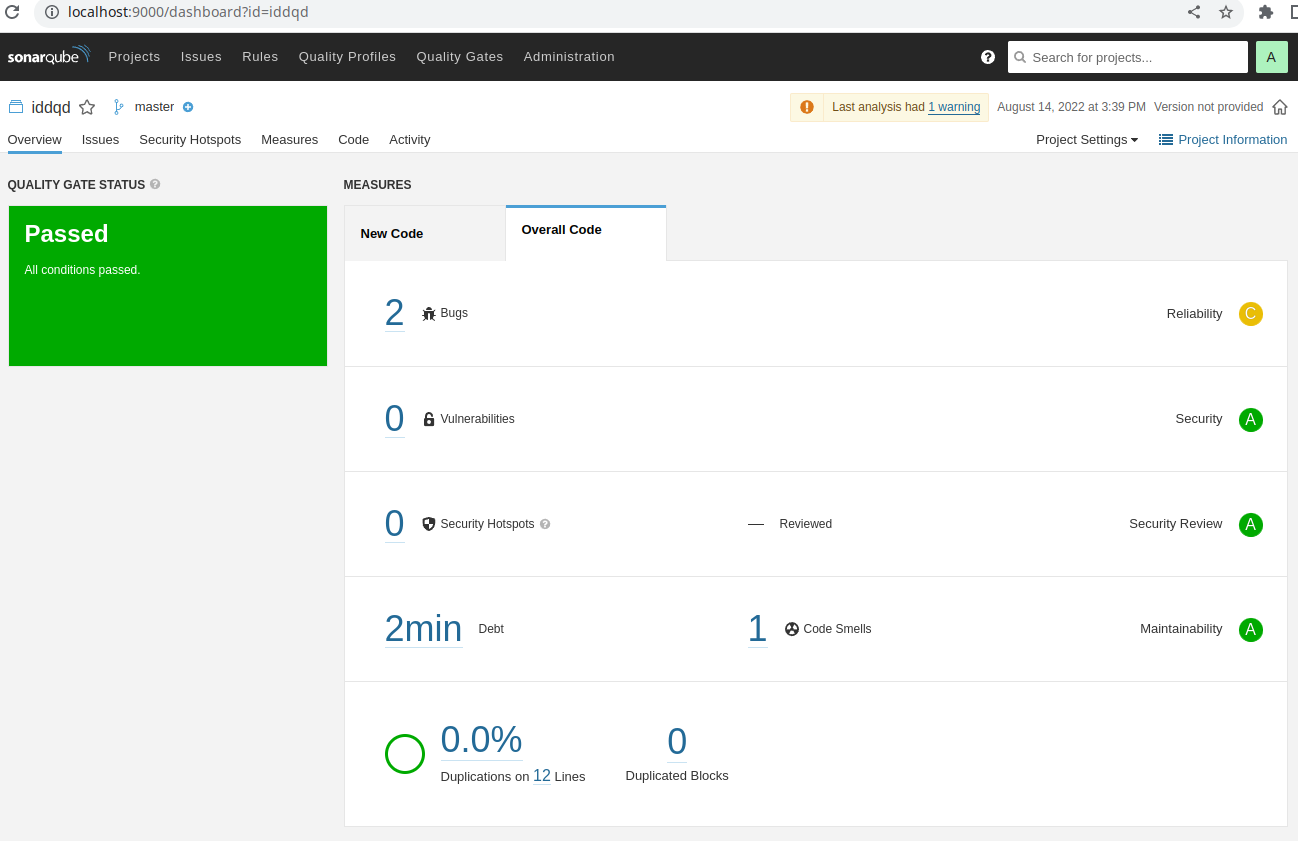 localhost:9000/dashboard?id=iddqd
sonarqube Projects Issues Rules Quality Profiles Quality Gates Administration ? Search for projects... A
iddqd master Last analysis had 1 warning August 14, 2022 at 3:39 PM Version not provided
Overview Issues Security Hotspots Measures Code Activity Project Settings Project Information
QUALITY GATE STATUS ?
Passed
All conditions passed.
MEASURES
New Code
Overall Code
2 Bugs Reliability C
0 Vulnerabilities Security A
0 Security Hotspots ? — Reviewed Security Review A
2min Debt 1 Code Smells Maintainability A
0.0%
Duplications on 12 Lines
0
Duplicated Blocks